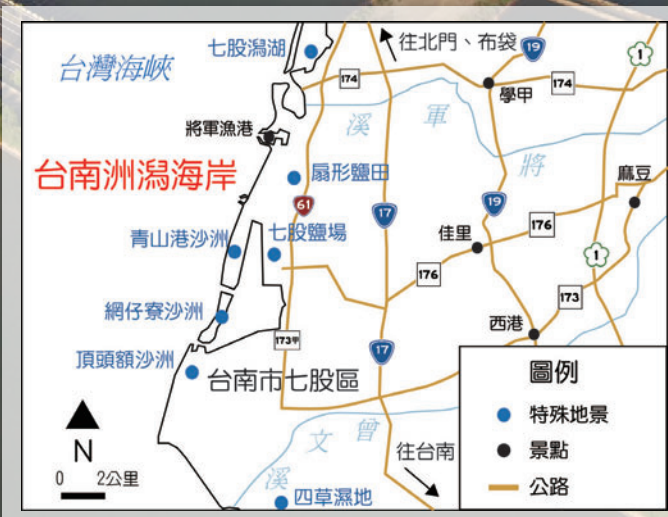 台灣海峽
七股潟湖
往北門、布袋
19
1
174
174
學甲
將軍漁港
將軍溪
台南洲潟海岸
扇形鹽田
61
17
19
麻豆
青山港沙洲
七股鹽場
佳里
176
176
1
173
網仔寮沙洲
西港
173甲
17
頂頭額沙洲
台南市七股區
圖例
特殊地景
景點
公路
N
0 2公里
曾文溪
往台南
四草濕地